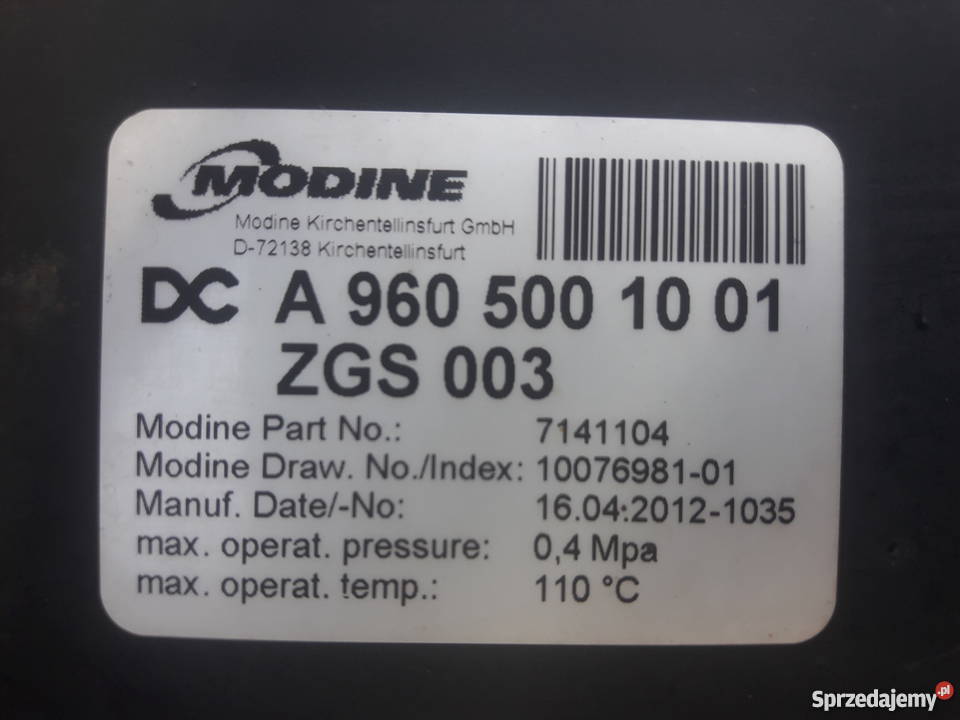 MODINE
Modine Kirchentellinsfurt GmbH
D-72138 Kirchentellinsfurt
DC A 960 500 10 01
ZGS 003
Modine Part No.: 7141104
Modine Draw. No./Index: 10076981-01
Manuf. Date/-No: 16.04.2012-1035
max. operat. pressure: 0,4 Mpa
max. operat. temp.: 110 °C
Sprzedajemy.pl